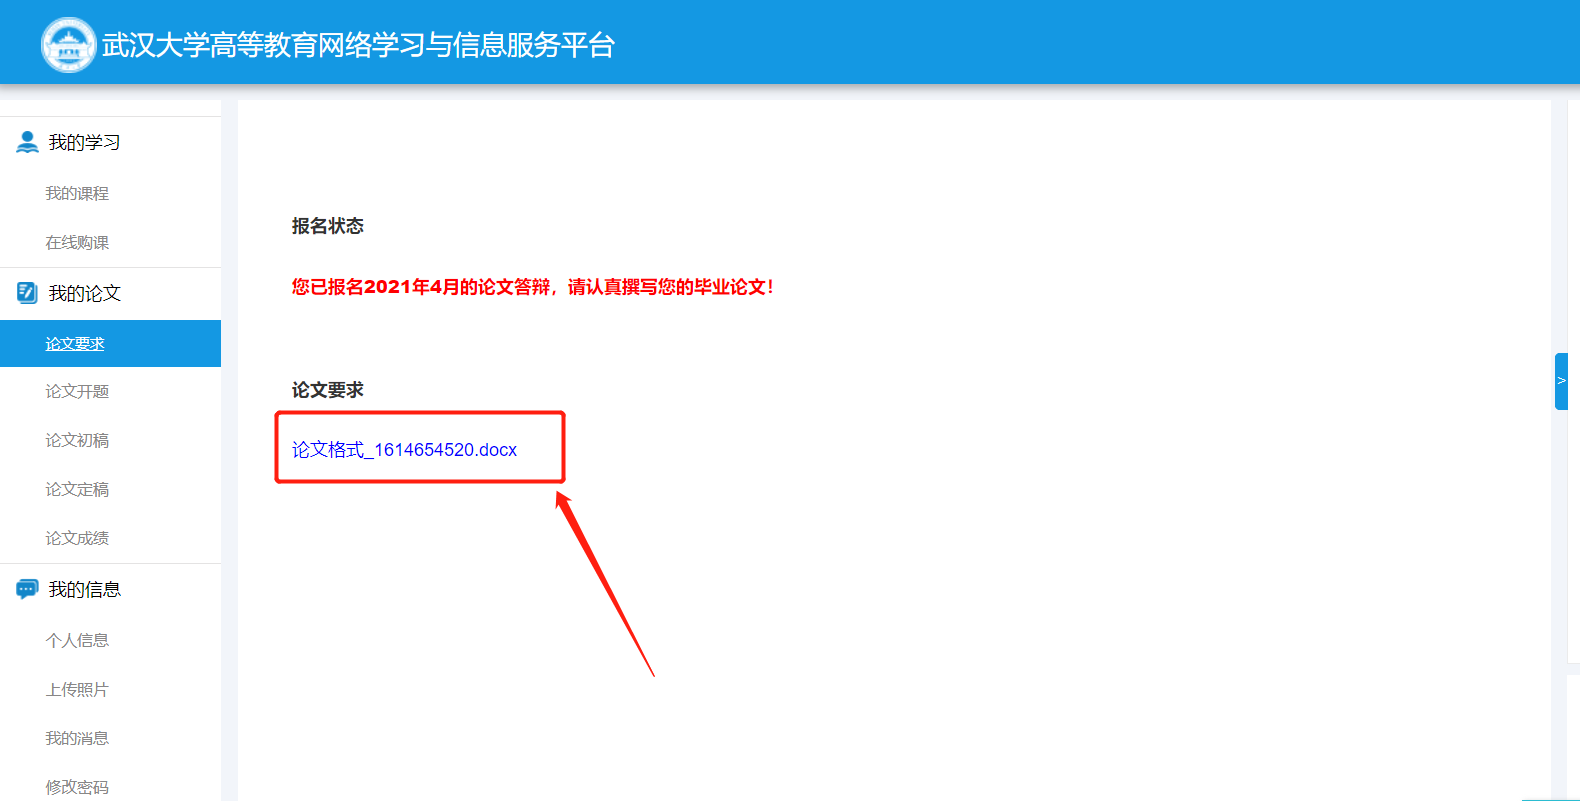 武汉大学高等教育网络学习与信息服务平台
我的学习
我的课程
在线购课
我的论文
论文要求
论文开题
论文初稿
论文定稿
论文成绩
我的信息
个人信息
上传照片
我的消息
修改密码
报名状态
您已报名2021年4月的论文答辩，请认真撰写您的毕业论文！
论文要求
论文格式_1614654520.docx
>